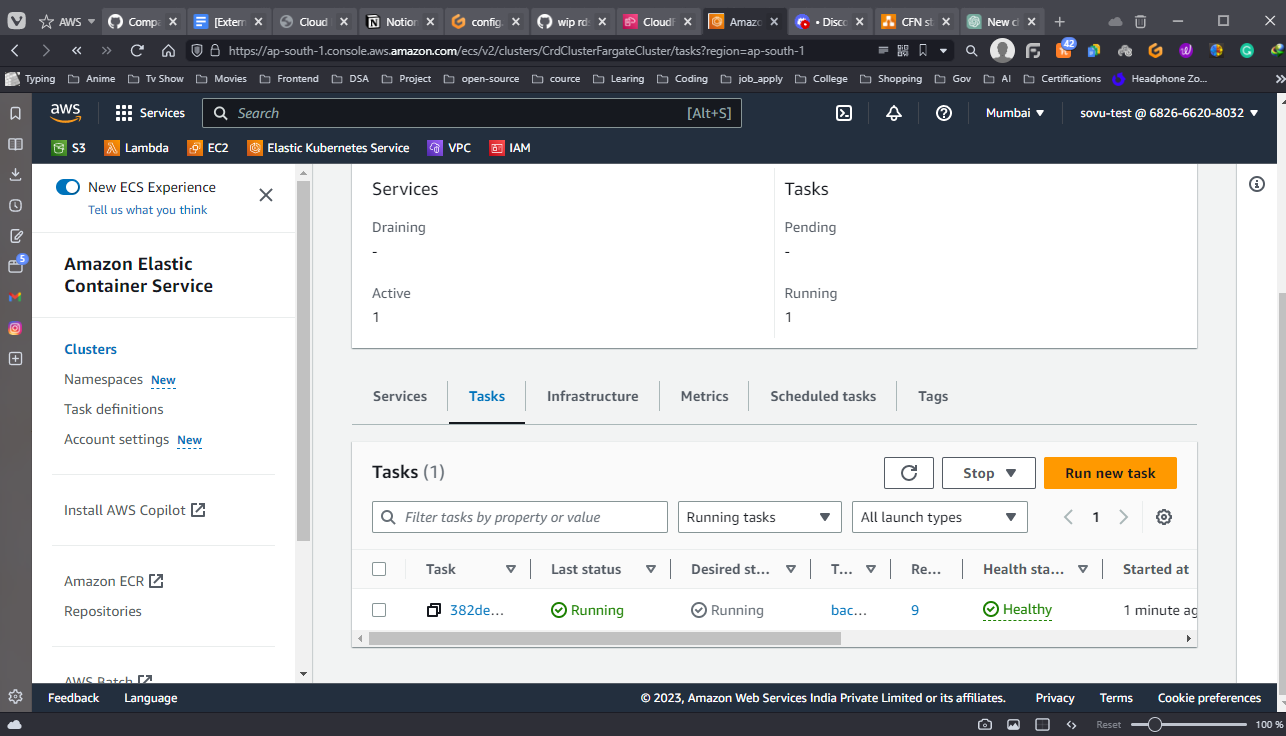 AWS
Compa
[Extern
Cloud
Notion
config.
wip rds
CloudF
Amazo
• Disco
CFN st
New ch
https://ap-south-1.console.aws.amazon.com/ecs/v2/clusters/CrdClusterFargateCluster/tasks?region=ap-south-1
42
Typing Anime Tv Show Movies Frontend DSA Project open-source cource Learing Coding job_apply College Shopping Gov AI Certifications Headphone Zo...
aws
Services
Search
[Alt+S]
Mumbai
sovu-test @ 6826-6620-8032
S3 Lambda EC2 Elastic Kubernetes Service VPC IAM
5
New ECS Experience
Tell us what you think
Amazon Elastic
Container Service
Clusters
Namespaces New
Task definitions
Account settings New
Install AWS Copilot
Amazon ECR
Repositories
AWS Batch
Services
Draining
-
Active
1
Tasks
Pending
-
Running
1
Services Tasks Infrastructure Metrics Scheduled tasks Tags
Tasks (1)
Stop
Run new task
Filter tasks by property or value
Running tasks
All launch types
1
Task Last status Desired st... T... Re... Health sta... Started at
382de... Running Running bac... 9 Healthy 1 minute ag
Feedback Language
© 2023, Amazon Web Services India Private Limited or its affiliates.
Privacy Terms Cookie preferences
Reset
100 %